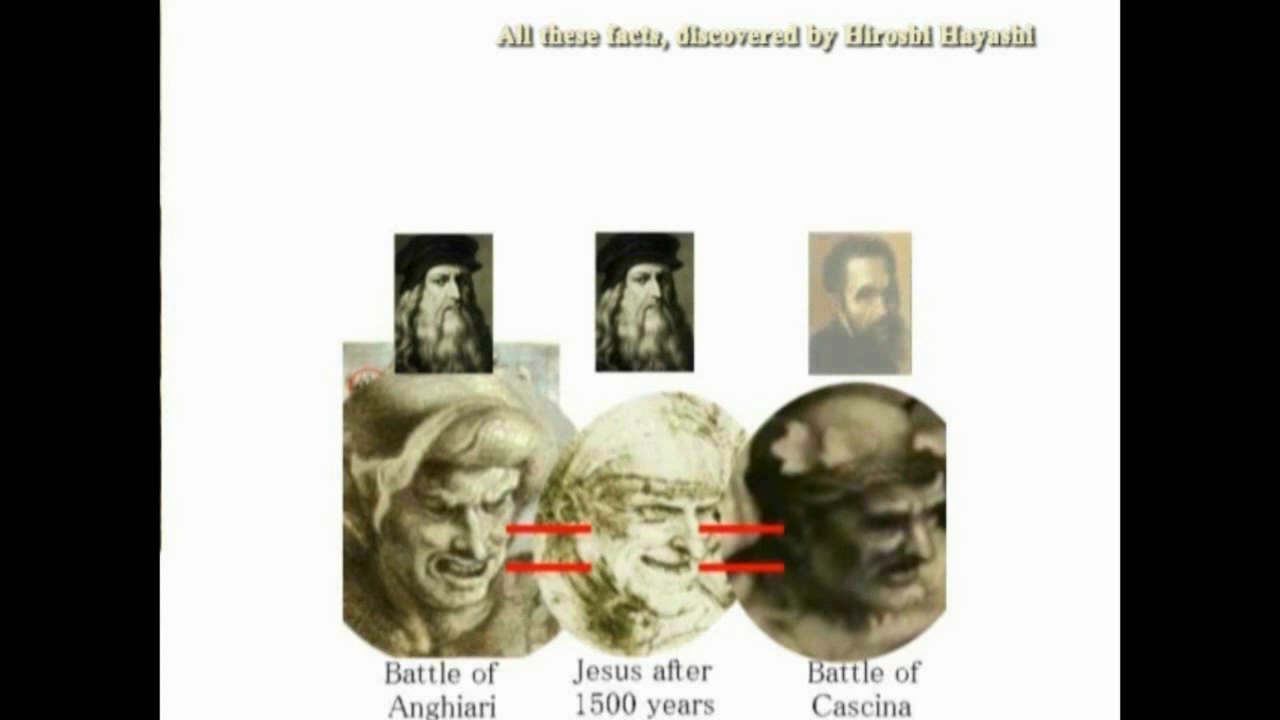 All these facts, discovered by Hiroshi Hayashi
Battle of
Anghiari
Jesus after
1500 years
Battle of
Cascina